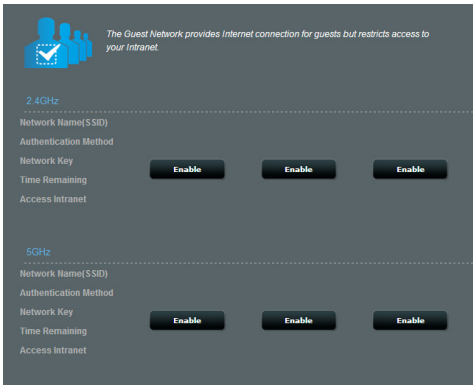 The Guest Network provides Internet connection for guests but restricts access to
your Intranet.
2.4GHz
Network Name(SSID)
Authentication Method
Network Key
Enable Enable Enable
Time Remaining
Access Intranet
5GHz
Network Name(SSID)
Authentication Method
Network Key
Enable Enable Enable
Time Remaining
Access Intranet